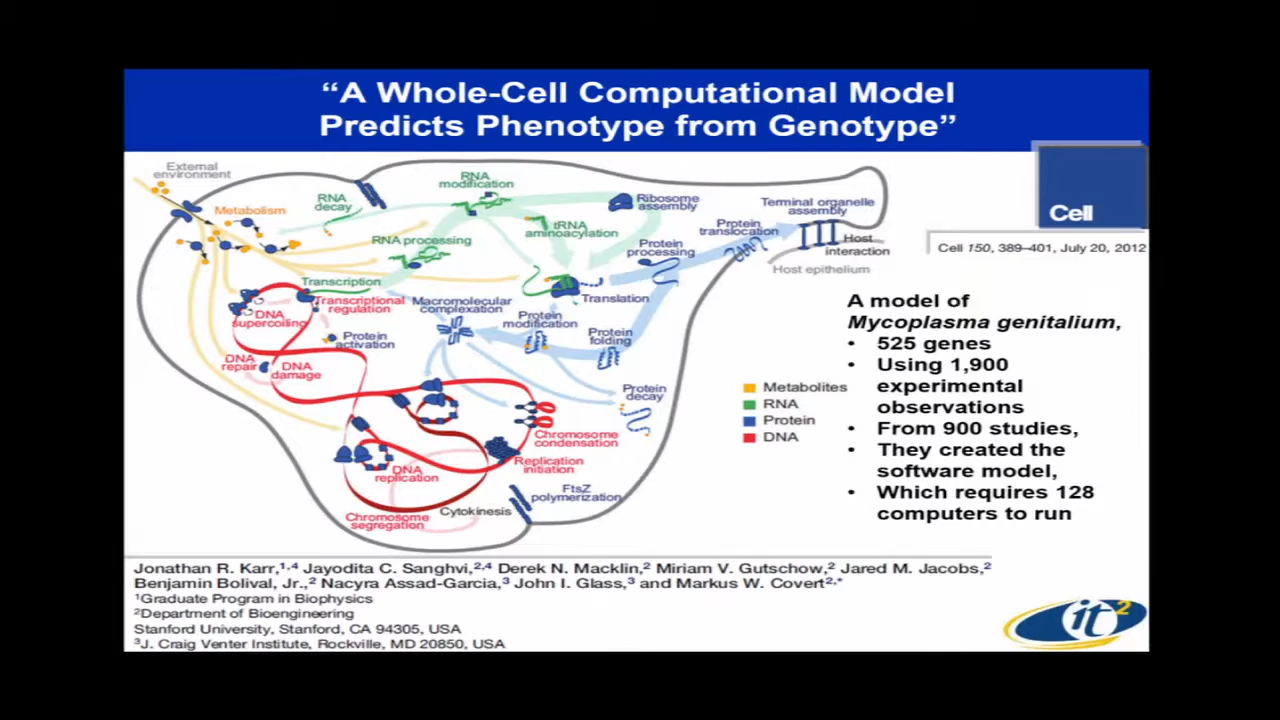 “A Whole-Cell Computational Model
Predicts Phenotype from Genotype”
Cell
Cell 150, 389–401, July 20, 2012
External
environment
Metabolism
RNA
decay
RNA
modification
Ribosome
assembly
Terminal organelle
assembly
tRNA
aminoacylation
Protein
translocation
Host
interaction
Host epithelium
RNA processing
Protein
processing
Transcription
Transcriptional
regulation
Macromolecular
complexation
Translation
DNA
supercoiling
Protein
activation
Protein
modification
Protein
folding
DNA
repair
DNA
damage
Protein
decay
Chromosome
condensation
DNA
replication
Replication
initiation
FtsZ
polymerization
Cytokinesis
Chromosome
segregation
Metabolites
RNA
Protein
DNA
A model of
Mycoplasma genitalium,
• 525 genes
• Using 1,900
experimental
observations
• From 900 studies,
• They created the
software model,
• Which requires 128
computers to run
Jonathan R. Karr,1,4 Jayodita C. Sanghvi,2,4 Derek N. Macklin,2 Miriam V. Gutschow,2 Jared M. Jacobs,2
Benjamin Bolival, Jr.,2 Nacyra Assad-Garcia,3 John I. Glass,3 and Markus W. Covert2,*
1Graduate Program in Biophysics
2Department of Bioengineering
Stanford University, Stanford, CA 94305, USA
3J. Craig Venter Institute, Rockville, MD 20850, USA
it2